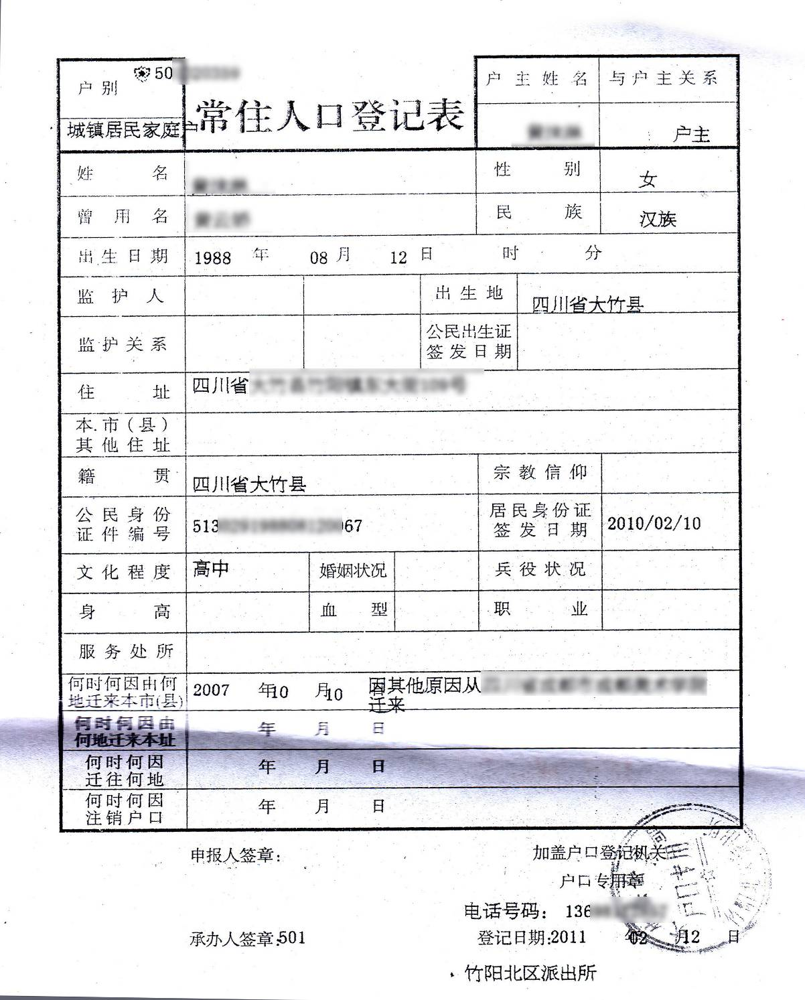 户别
50
城镇居民家庭户
常住人口登记表
户主姓名 与户主关系
户主
姓名 性别 女
曾用名 民族 汉族
出生日期 1988 年 08 月 12 日 时 分
监护人 出生地 四川省大竹县
监护关系 公民出生证
签发日期
住址 四川省
本.市(县)
其他住址
籍贯 四川省大竹县 宗教信仰
公民身份
证件编号 513 067 居民身份证
签发日期 2010/02/10
文化程度 高中 婚姻状况 兵役状况
身高 血型 职业
服务处所
何时何因由何
地迁来本市(县) 2007 年10 月10 日 因其他原因从
迁来
何时何因由
何地迁来本址 年 月 日
何时何因
迁往何地 年 月 日
何时何因
注销户口 年 月 日
申报人签章: 加盖户口登记机关
户口专用章
电话号码: 136
承办人签章:501 登记日期:2011 年02 月12 日
竹阳北区派出所